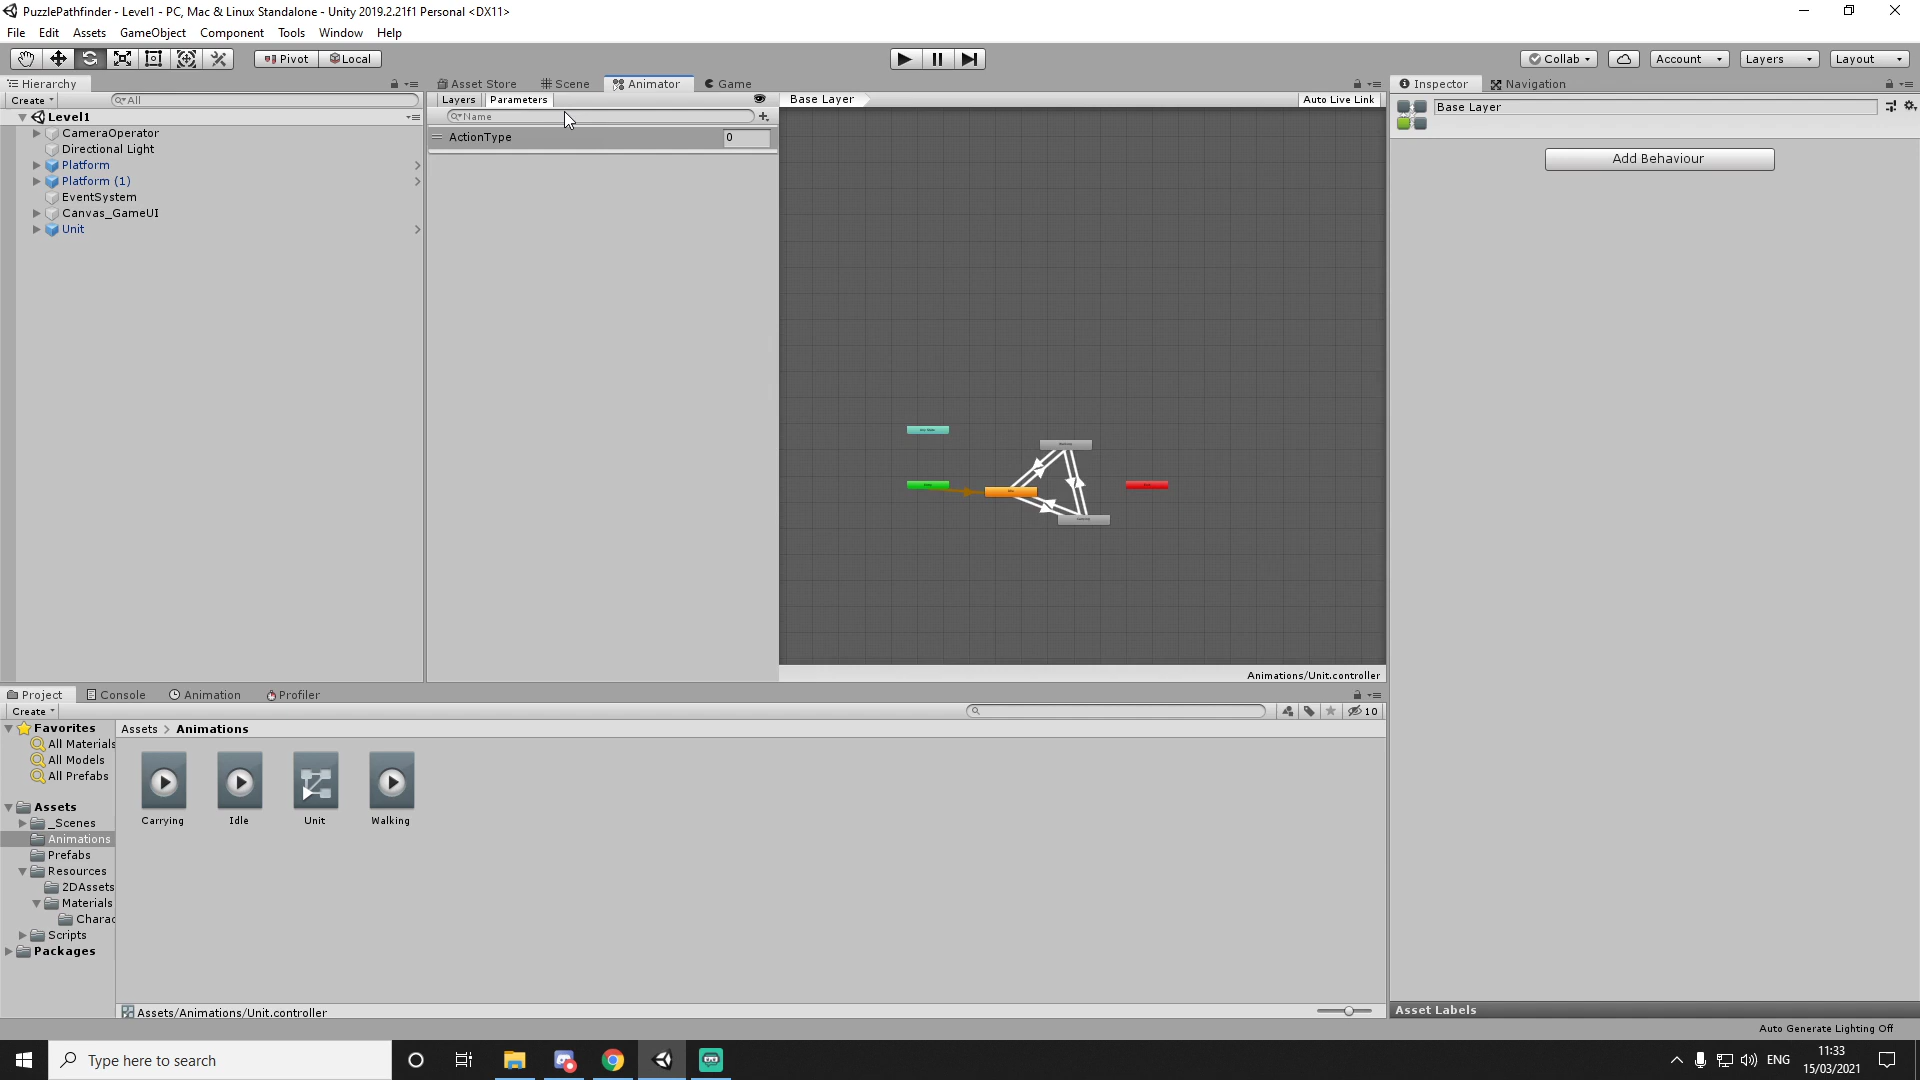 PuzzlePathfinder - Level1 - PC, Mac & Linux Standalone - Unity 2019.2.21f1 Personal <DX11>
File Edit Assets GameObject Component Tools Window Help
Pivot Local Collab Account Layers Layout
Hierarchy Asset Store Scene Animator Game Inspector Navigation
Create All Layers Parameters Base Layer Auto Live Link Base Layer
Level1 Name
CameraOperator ActionType 0
Directional Light
Platform Add Behaviour
Platform (1)
EventSystem
Canvas_GameUI
Unit
Animations/Unit.controller
Project Console Animation Profiler
Create 10
Favorites Assets > Animations
All Materials
All Models
All Prefabs
Assets Carrying Idle Unit Walking
_Scenes
Animations
Prefabs
Resources
2DAssets
Materials
Charac
Scripts
Packages
Assets/Animations/Unit.controller Asset Labels
Auto Generate Lighting Off
Type here to search ENG 11:33
15/03/2021